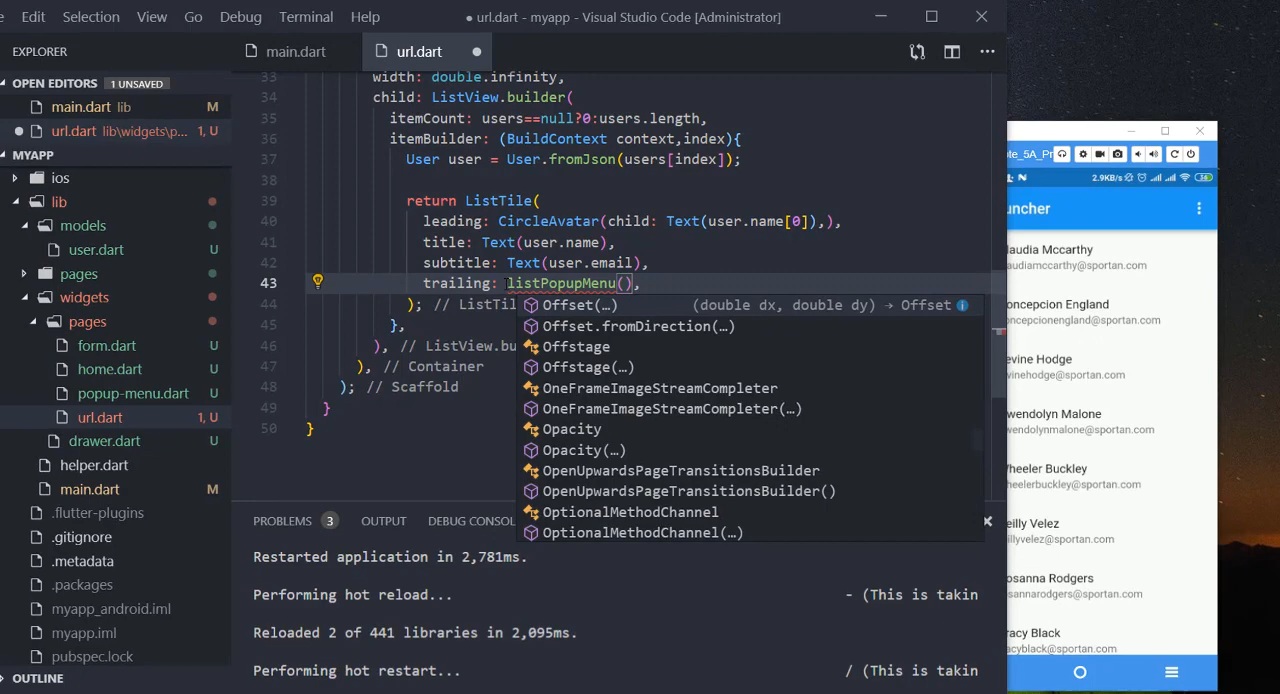 Edit Selection View Go Debug Terminal Help ● url.dart - myapp - Visual Studio Code [Administrator]
EXPLORER
main.dart url.dart
OPEN EDITORS 1 UNSAVED
main.dart lib M
url.dart lib\widgets\p... 1, U
MYAPP
ios
lib
models
user.dart U
pages
widgets
pages
form.dart U
home.dart U
popup-menu.dart U
url.dart 1, U
drawer.dart U
helper.dart
main.dart M
.flutter-plugins
.gitignore
.metadata
.packages
myapp_android.iml
myapp.iml
pubspec.lock
OUTLINE
33 width: double.infinity,
34 child: ListView.builder(
35 itemCount: users==null?0:users.length,
36 itemBuilder: (BuildContext context,index){
37 User user = User.fromJson(users[index]);
38
39 return ListTile(
40 leading: CircleAvatar(child: Text(user.name[0]),),
41 title: Text(user.name),
42 subtitle: Text(user.email),
43 trailing: listPopupMenu(),
44 ); // ListTil
45 },
46 ), // ListView.bu
47 ), // Container
48 ); // Scaffold
49 }
50 }
Offset(…) (double dx, double dy) → Offset
Offset.fromDirection(…)
Offstage
Offstage(…)
OneFrameImageStreamCompleter
OneFrameImageStreamCompleter(…)
Opacity
Opacity(…)
OpenUpwardsPageTransitionsBuilder
OpenUpwardsPageTransitionsBuilder()
OptionalMethodChannel
OptionalMethodChannel(…)
PROBLEMS 3 OUTPUT DEBUG CONSOL
Restarted application in 2,781ms.
Performing hot reload... - (This is takin
Reloaded 2 of 441 libraries in 2,095ms.
Performing hot restart... / (This is takin
ote_5A_Pr
2.9KB/s
uncher
laudia Mccarthy
oncepcion England
oncepcionengland@sportan.com
evine Hodge
vinehodge@sportan.com
wendolyn Malone
wendolynmalone@sportan.com
heeler Buckley
heelerbuckley@sportan.com
eilly Velez
eillyvelez@sportan.com
osanna Rodgers
osannarodgers@sportan.com
racy Black
acyblack@sportan.com